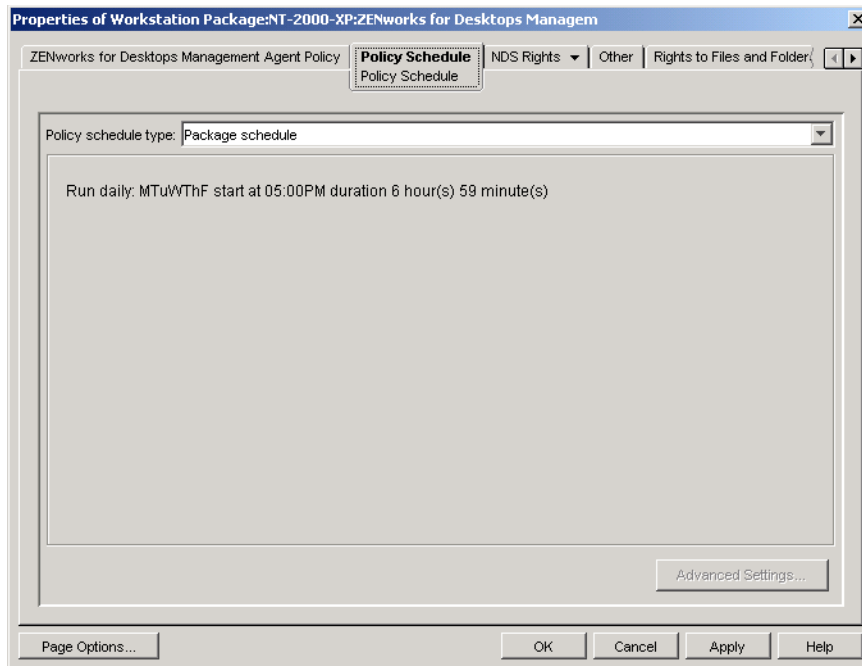 Properties of Workstation Package:NT-2000-XP:ZENworks for Desktops Managem
ZENworks for Desktops Management Agent Policy Policy Schedule NDS Rights Other Rights to Files and Folder
Policy Schedule
Policy schedule type: Package schedule
Run daily: MTuWThF start at 05:00PM duration 6 hour(s) 59 minute(s)
Advanced Settings...
Page Options... OK Cancel Apply Help